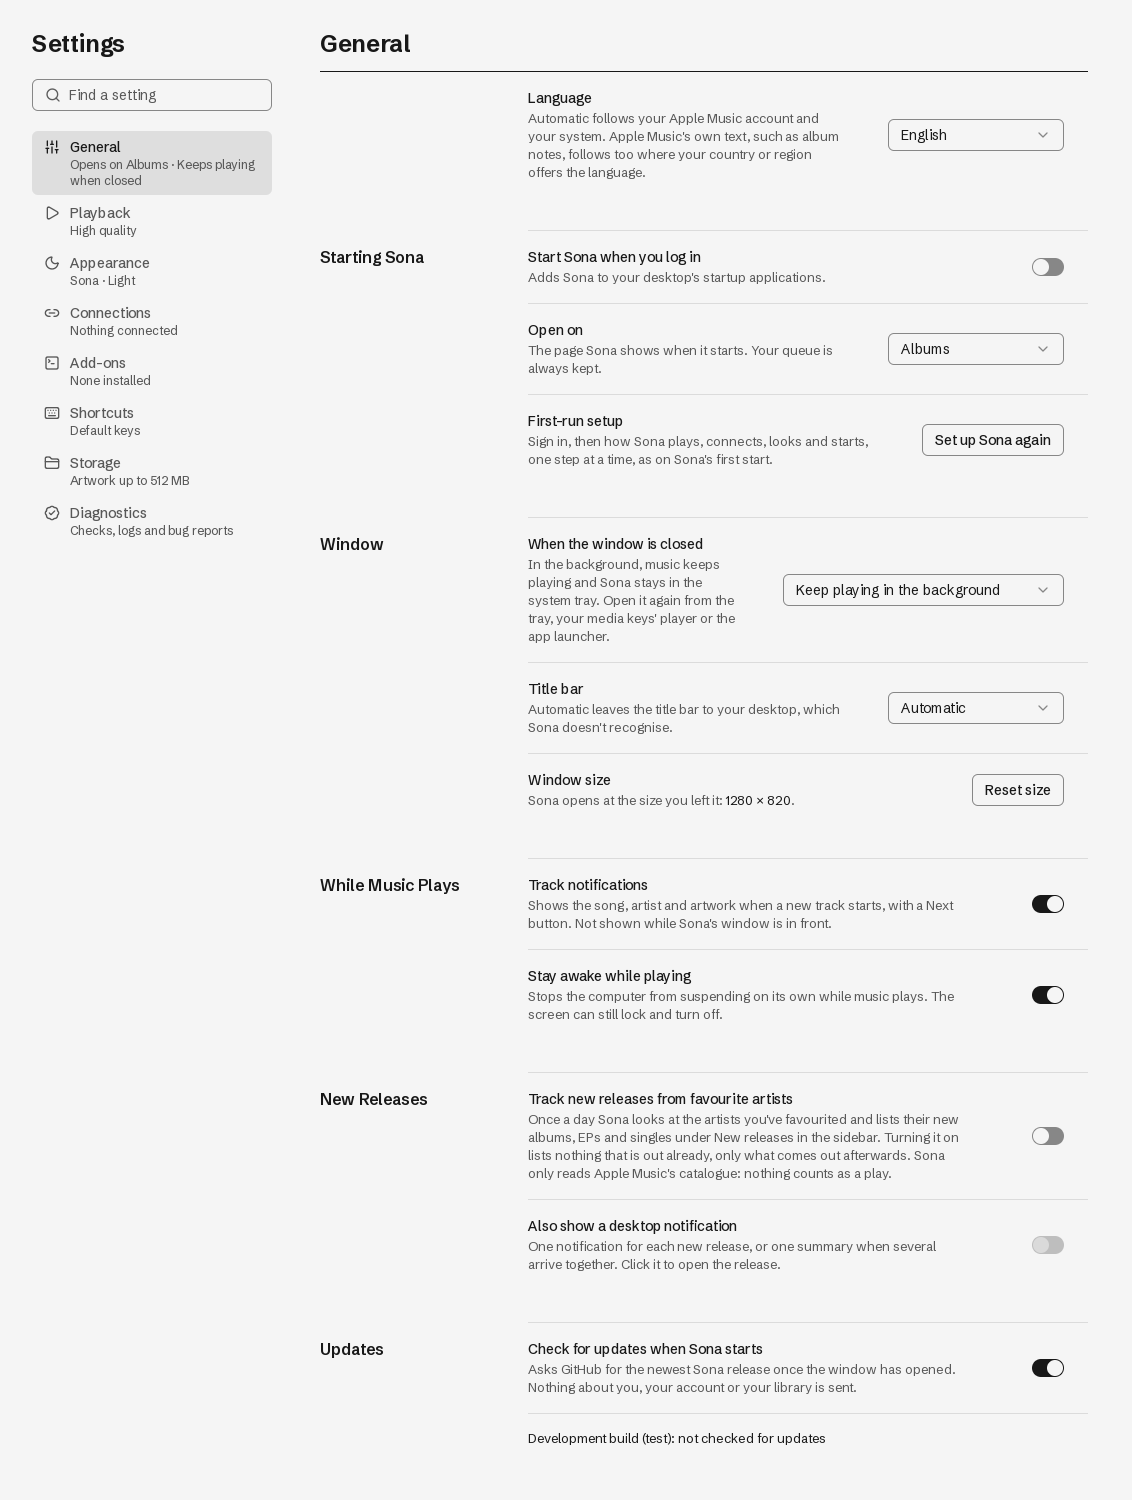 Settings
Find a setting
General
Opens on Albums · Keeps playing
when closed
Playback
High quality
Appearance
Sona · Light
Connections
Nothing connected
Add-ons
None installed
Shortcuts
Default keys
Storage
Artwork up to 512 MB
Diagnostics
Checks, logs and bug reports
General
Language
Automatic follows your Apple Music account and
your system. Apple Music's own text, such as album
notes, follows too where your country or region
offers the language.
English
Starting Sona
Start Sona when you log in
Adds Sona to your desktop's startup applications.
Open on
The page Sona shows when it starts. Your queue is
always kept.
Albums
First-run setup
Sign in, then how Sona plays, connects, looks and starts,
one step at a time, as on Sona's first start.
Set up Sona again
Window
When the window is closed
In the background, music keeps
playing and Sona stays in the
system tray. Open it again from the
tray, your media keys' player or the
app launcher.
Keep playing in the background
Title bar
Automatic leaves the title bar to your desktop, which
Sona doesn't recognise.
Automatic
Window size
Sona opens at the size you left it: 1280 × 820.
Reset size
While Music Plays
Track notifications
Shows the song, artist and artwork when a new track starts, with a Next
button. Not shown while Sona's window is in front.
Stay awake while playing
Stops the computer from suspending on its own while music plays. The
screen can still lock and turn off.
New Releases
Track new releases from favourite artists
Once a day Sona looks at the artists you've favourited and lists their new
albums, EPs and singles under New releases in the sidebar. Turning it on
lists nothing that is out already, only what comes out afterwards. Sona
only reads Apple Music's catalogue: nothing counts as a play.
Also show a desktop notification
One notification for each new release, or one summary when several
arrive together. Click it to open the release.
Updates
Check for updates when Sona starts
Asks GitHub for the newest Sona release once the window has opened.
Nothing about you, your account or your library is sent.
Development build (test): not checked for updates